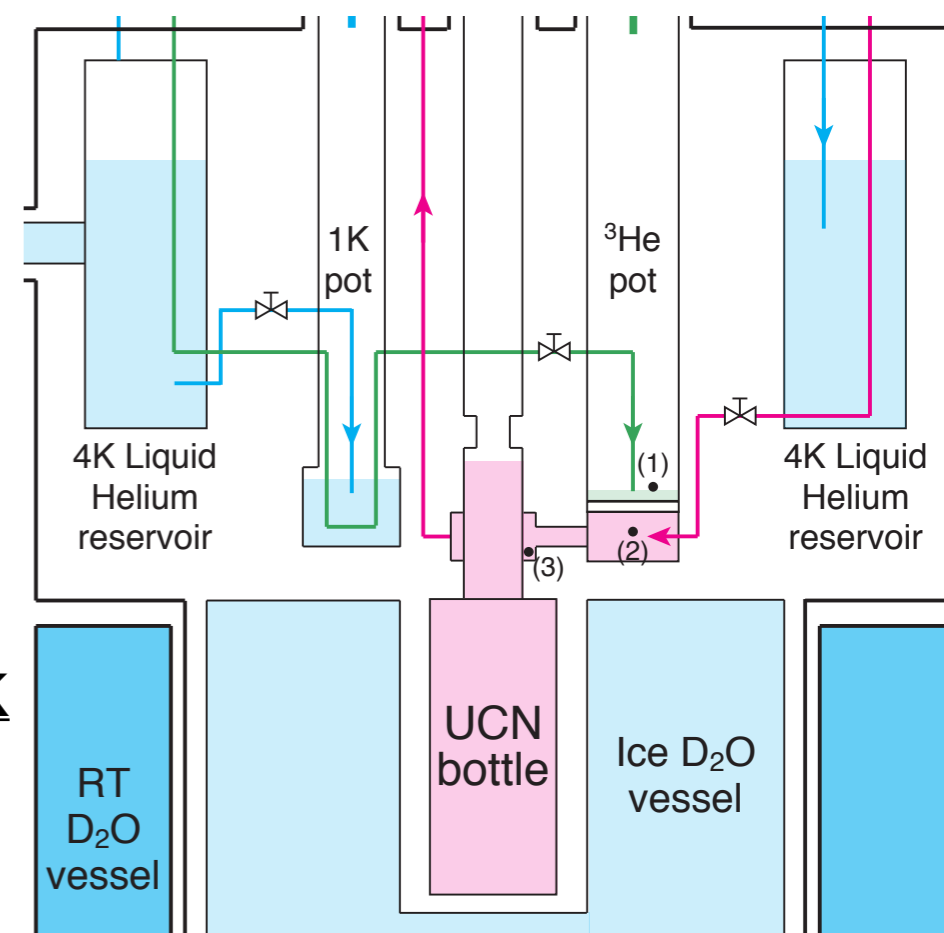 1K
pot
³He
pot
4K Liquid
Helium
reservoir
4K Liquid
Helium
reservoir
(1)
(2)
(3)
K
UCN
bottle
Ice D₂O
vessel
RT
D₂O
vessel